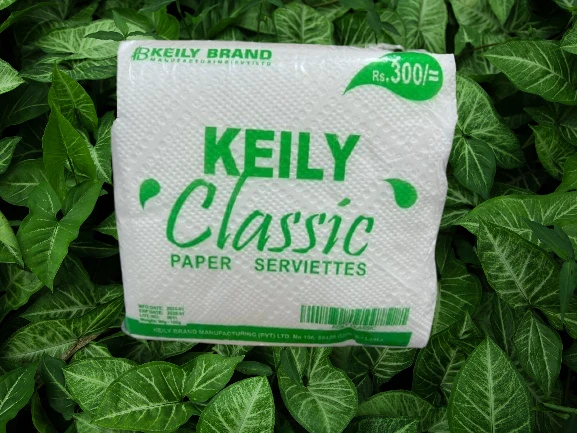 KEILY BRAND
Rs.300/=
KEILY
Classic
PAPER SERVIETTES
KEILY BRAND MANUFACTURING (PVT) LTD.